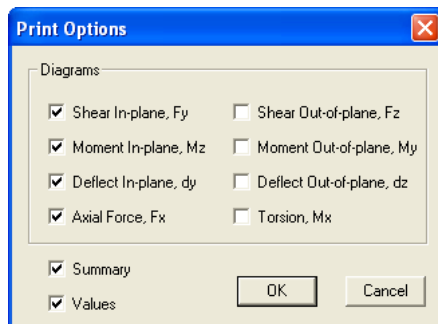 Print Options
Diagrams
Shear In-plane, Fy
Shear Out-of-plane, Fz
Moment In-plane, Mz
Moment Out-of-plane, My
Deflect In-plane, dy
Deflect Out-of-plane, dz
Axial Force, Fx
Torsion, Mx
Summary
Values
OK
Cancel